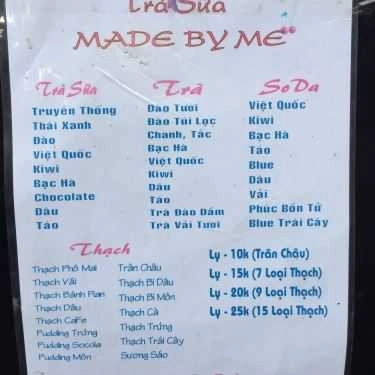 Trà Sữa
MADE BY ME
Trà Sữa
Truyền Thống
Thái Xanh
Đào
Việt Quốc
Kiwi
Bạc Hà
Chocolate
Dâu
Táo
Trà
Đào Tươi
Đào Túi Lọc
Chanh, Tắc
Bạc Hà
Việt Quốc
Kiwi
Dâu
Táo
Trà Đào Dầm
Trà Vải Tươi
SoDa
Việt Quốc
Kiwi
Bạc Hà
Táo
Blue
Dâu
Vải
Phúc Bồn Tử
Blue Trái Cây
Thạch
Thạch Phô Mai
Thạch Vải
Thạch Bánh Flan
Thạch Dâu
Thạch Caffe
Pudding Trứng
Pudding Socola
Pudding Môn
Trân Châu
Thạch Bí Dâu
Thạch Bí Môn
Thạch Cà
Thạch Trứng
Thạch Trái Cây
Sương Sáo
Ly - 10k (Trân Châu)
Ly - 15k (7 Loại Thạch)
Ly - 20k (9 Loại Thạch)
Ly - 25k (15 Loại Thạch)